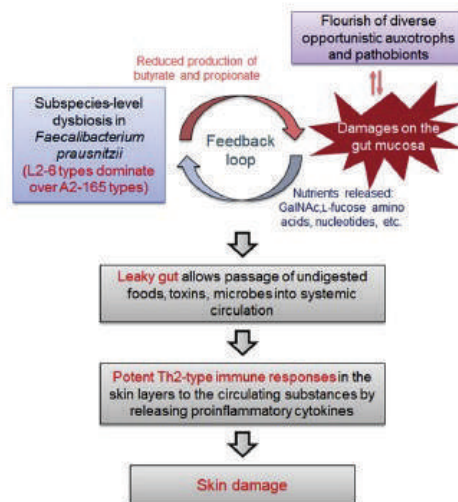 Flourish of diverse
opportunistic auxotrophs
and pathobionts
Reduced production of
butyrate and propionate
Subspecies-level
dysbiosis in
Faecalibacterium
prausnitzii
(L2-6 types dominate
over A2-165 types)
Feedback
loop
Damages on the
gut mucosa
Nutrients released:
GalNAc,L-fucose amino
acids, nucleotides, etc.
Leaky gut allows passage of undigested
foods, toxins, microbes into systemic
circulation
Potent Th2-type immune responses in the
skin layers to the circulating substances by
releasing proinflammatory cytokines
Skin damage